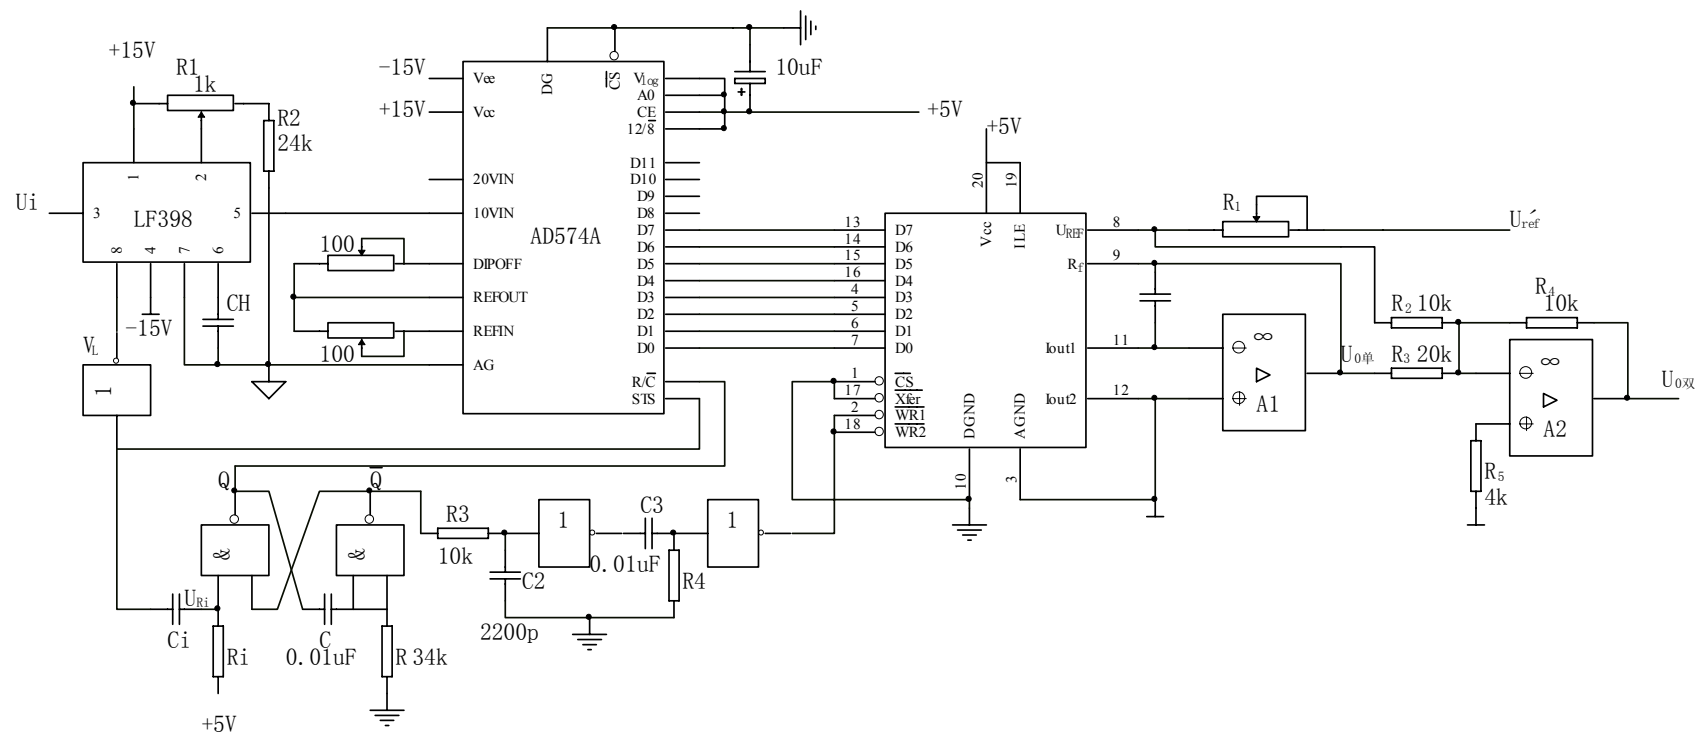 +15V
R1
1k
R2
24k
1
2
Ui
3
LF398
5
8
4
7
6
CH
-15V
V_L
1
-15V
+15V
Vee
Vcc
20VIN
10VIN
DIPOFF
REFOUT
REFIN
AG
100
100
DG
CS
AD574A
Vlog
A0
CE
12/8
D11
D10
D9
D8
D7
D6
D5
D4
D3
D2
D1
D0
R/C
STS
10uF
+
+5V
13
14
15
16
4
5
6
7
1
17
2
18
D7
D6
D5
D4
D3
D2
D1
D0
CS
Xfer
WR1
WR2
+5V
20
19
Vcc
ILE
UREF
Rf
Iout1
Iout2
DGND
AGND
10
3
8
9
11
12
R1
Uref′
∞
A1
U0单
R2 10k
R3 20k
R4
10k
∞
A2
R5
4k
U0双
Q
Q
&
&
URi
Ci
Ri
+5V
C
0.01uF
R 34k
R3
10k
C2
2200p
1
C3
0.01uF
R4
1